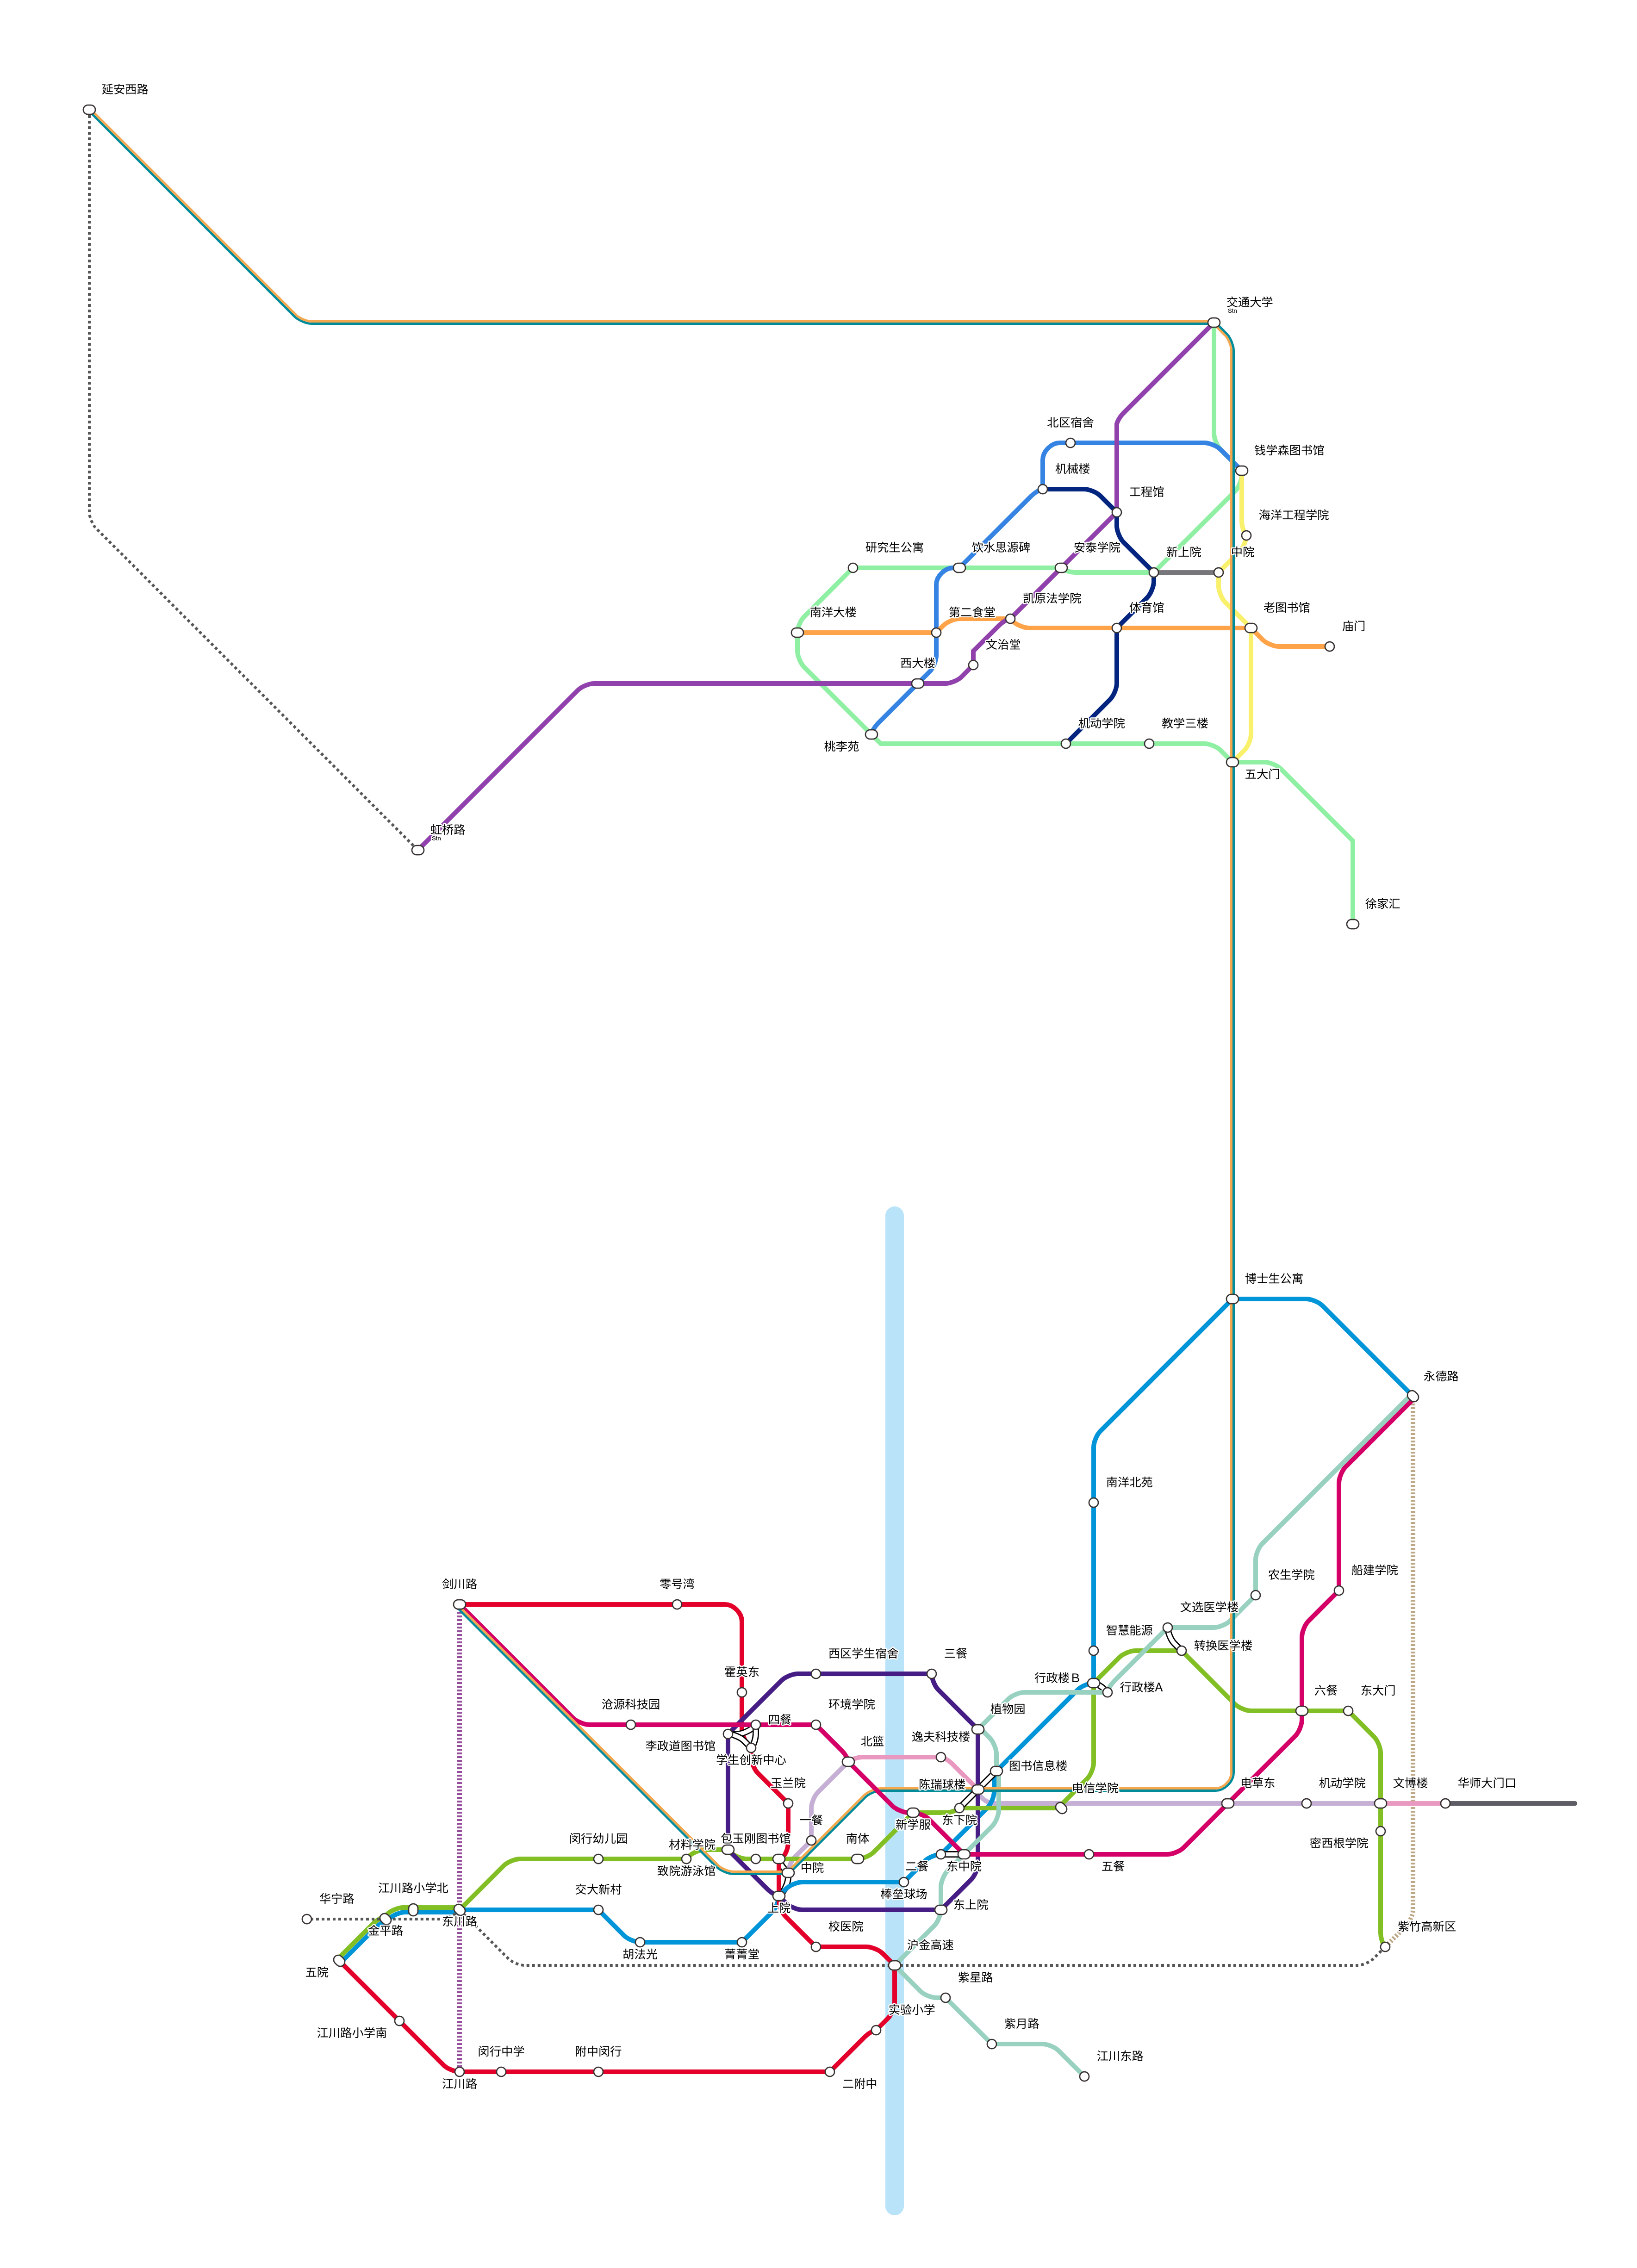 延安西路
交通大学
Stn
北区宿舍
钱学森图书馆
机械楼
工程馆
海洋工程学院
研究生公寓
饮水思源碑
安泰学院
新上院
中院
凯原法学院
南洋大楼
第二食堂
体育馆
老图书馆
庙门
文治堂
西大楼
机动学院
教学三楼
桃李苑
五大门
虹桥路
Stn
徐家汇
博士生公寓
永德路
南洋北苑
船建学院
农生学院
剑川路
零号湾
文选医学楼
智慧能源
转换医学楼
西区学生宿舍
三餐
霍英东
行政楼B
行政楼A
六餐
东大门
沧源科技园
四餐
环境学院
植物园
李政道图书馆
北篮
逸夫科技楼
学生创新中心
图书信息楼
玉兰院
陈瑞球楼
电信学院
电草东
机动学院
文博楼
华师大门口
一餐
新学服
东下院
闵行幼儿园
材料学院
包玉刚图书馆
南体
密西根学院
致院游泳馆
中院
二餐
东中院
五餐
江川路小学北
交大新村
棒垒球场
华宁路
上院
东上院
金平路
东川路
校医院
紫竹高新区
沪金高速
胡法光
菁菁堂
五院
紫星路
实验小学
江川路小学南
紫月路
闵行中学
附中闵行
江川东路
江川路
二附中